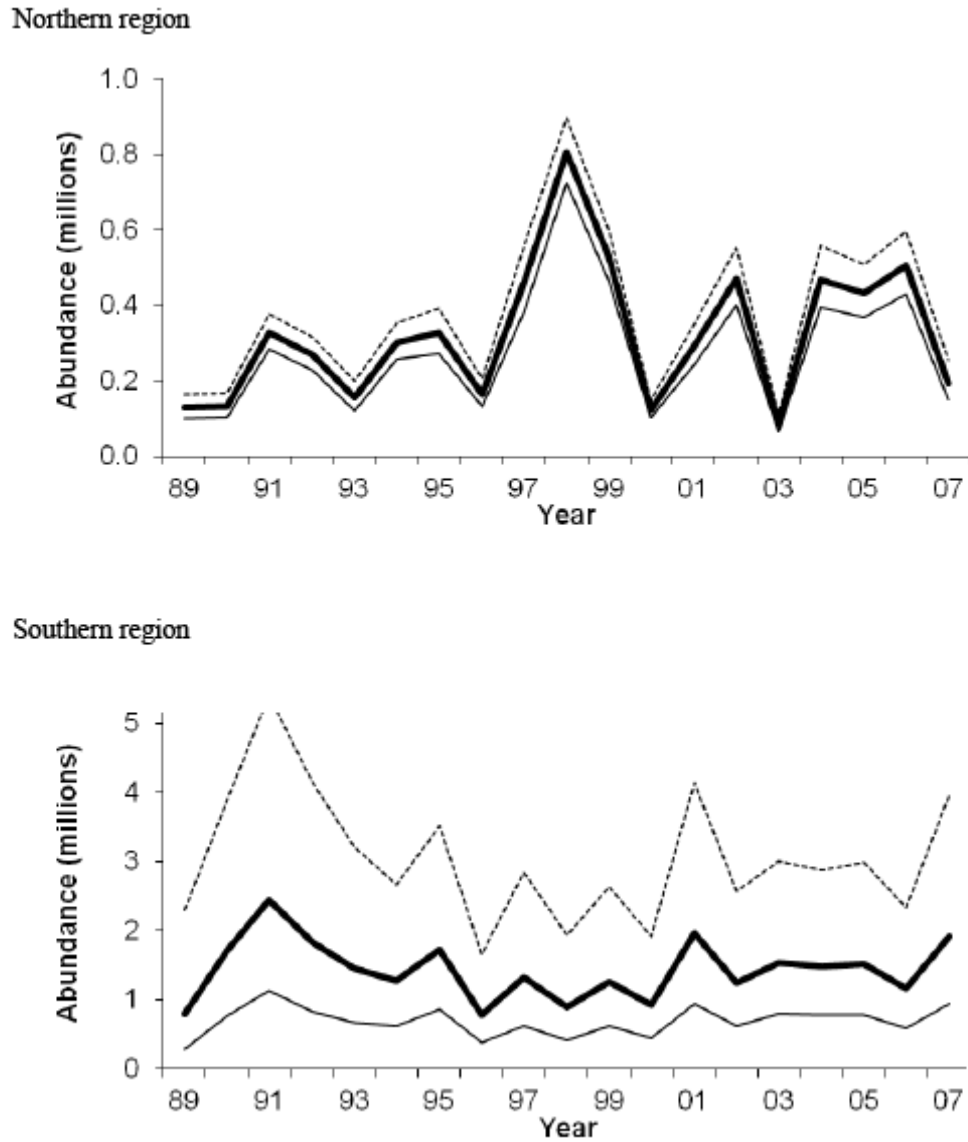 Northern region
1.0
0.8
0.6
0.4
0.2
0.0
Abundance (millions)
89 91 93 95 97 99 01 03 05 07
Year
Southern region
5
4
3
2
1
0
Abundance (millions)
89 91 93 95 97 99 01 03 05 07
Year